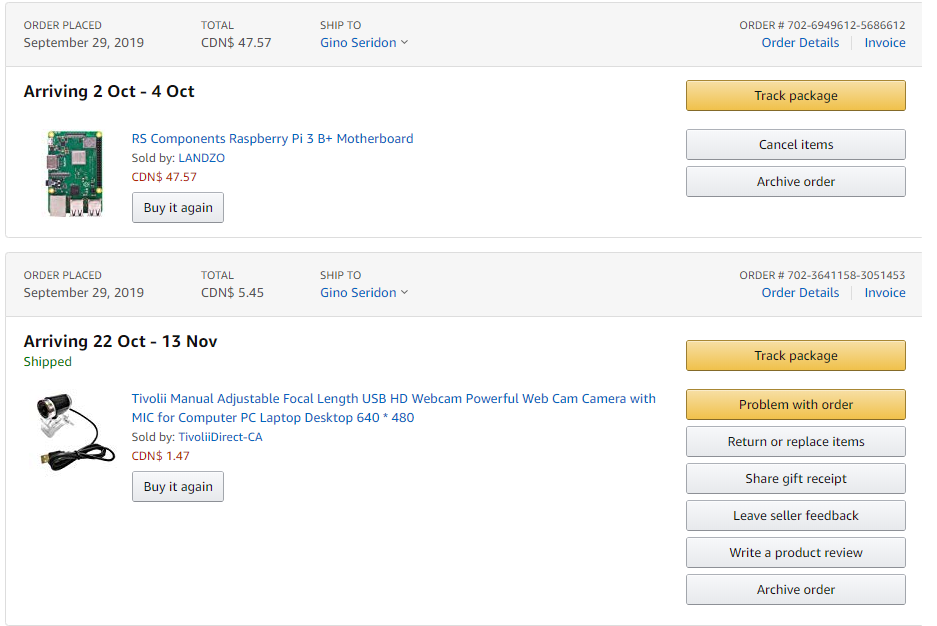 ORDER PLACED TOTAL SHIP TO ORDER # 702-6949612-5686612
September 29, 2019 CDN$ 47.57 Gino Seridon Order Details Invoice
Arriving 2 Oct - 4 Oct
Track package
RS Components Raspberry Pi 3 B+ Motherboard
Sold by: LANDZO
CDN$ 47.57
Buy it again
Cancel items
Archive order
ORDER PLACED TOTAL SHIP TO ORDER # 702-3641158-3051453
September 29, 2019 CDN$ 5.45 Gino Seridon Order Details Invoice
Arriving 22 Oct - 13 Nov
Shipped
Track package
Tivolii Manual Adjustable Focal Length USB HD Webcam Powerful Web Cam Camera with
MIC for Computer PC Laptop Desktop 640 * 480
Sold by: TivoliiDirect-CA
CDN$ 1.47
Buy it again
Problem with order
Return or replace items
Share gift receipt
Leave seller feedback
Write a product review
Archive order